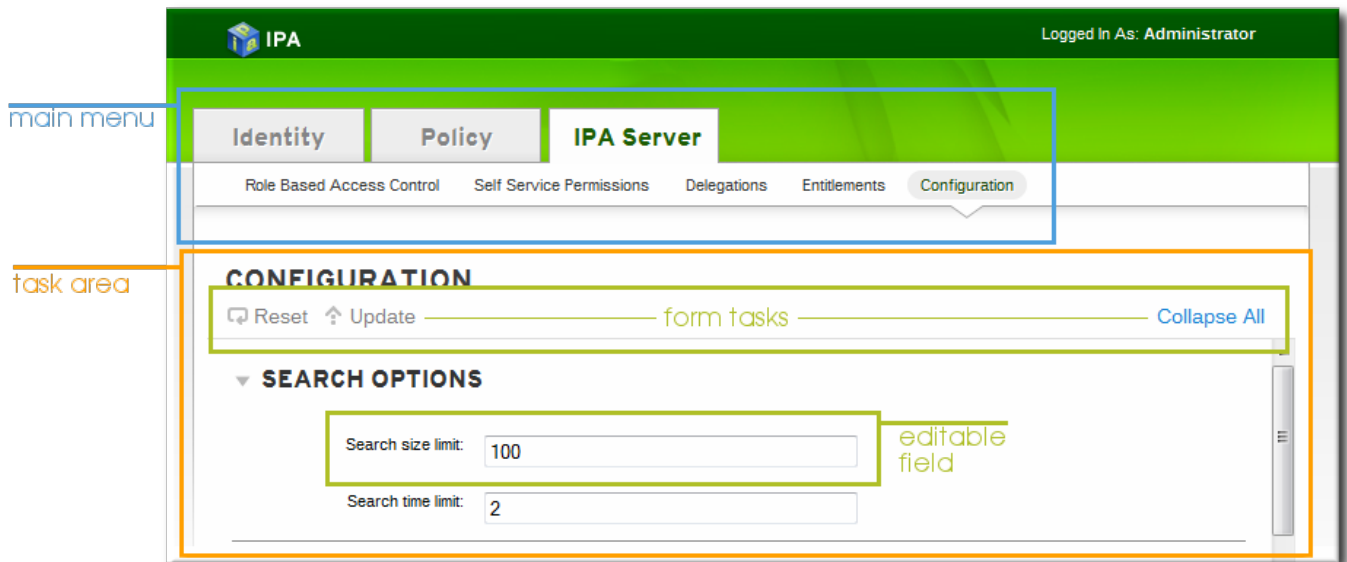 IPA
Logged In As: Administrator
main menu
Identity Policy IPA Server
Role Based Access Control Self Service Permissions Delegations Entitlements Configuration
task area
CONFIGURATION
Reset Update form tasks Collapse All
SEARCH OPTIONS
Search size limit: 100
editable
field
Search time limit: 2